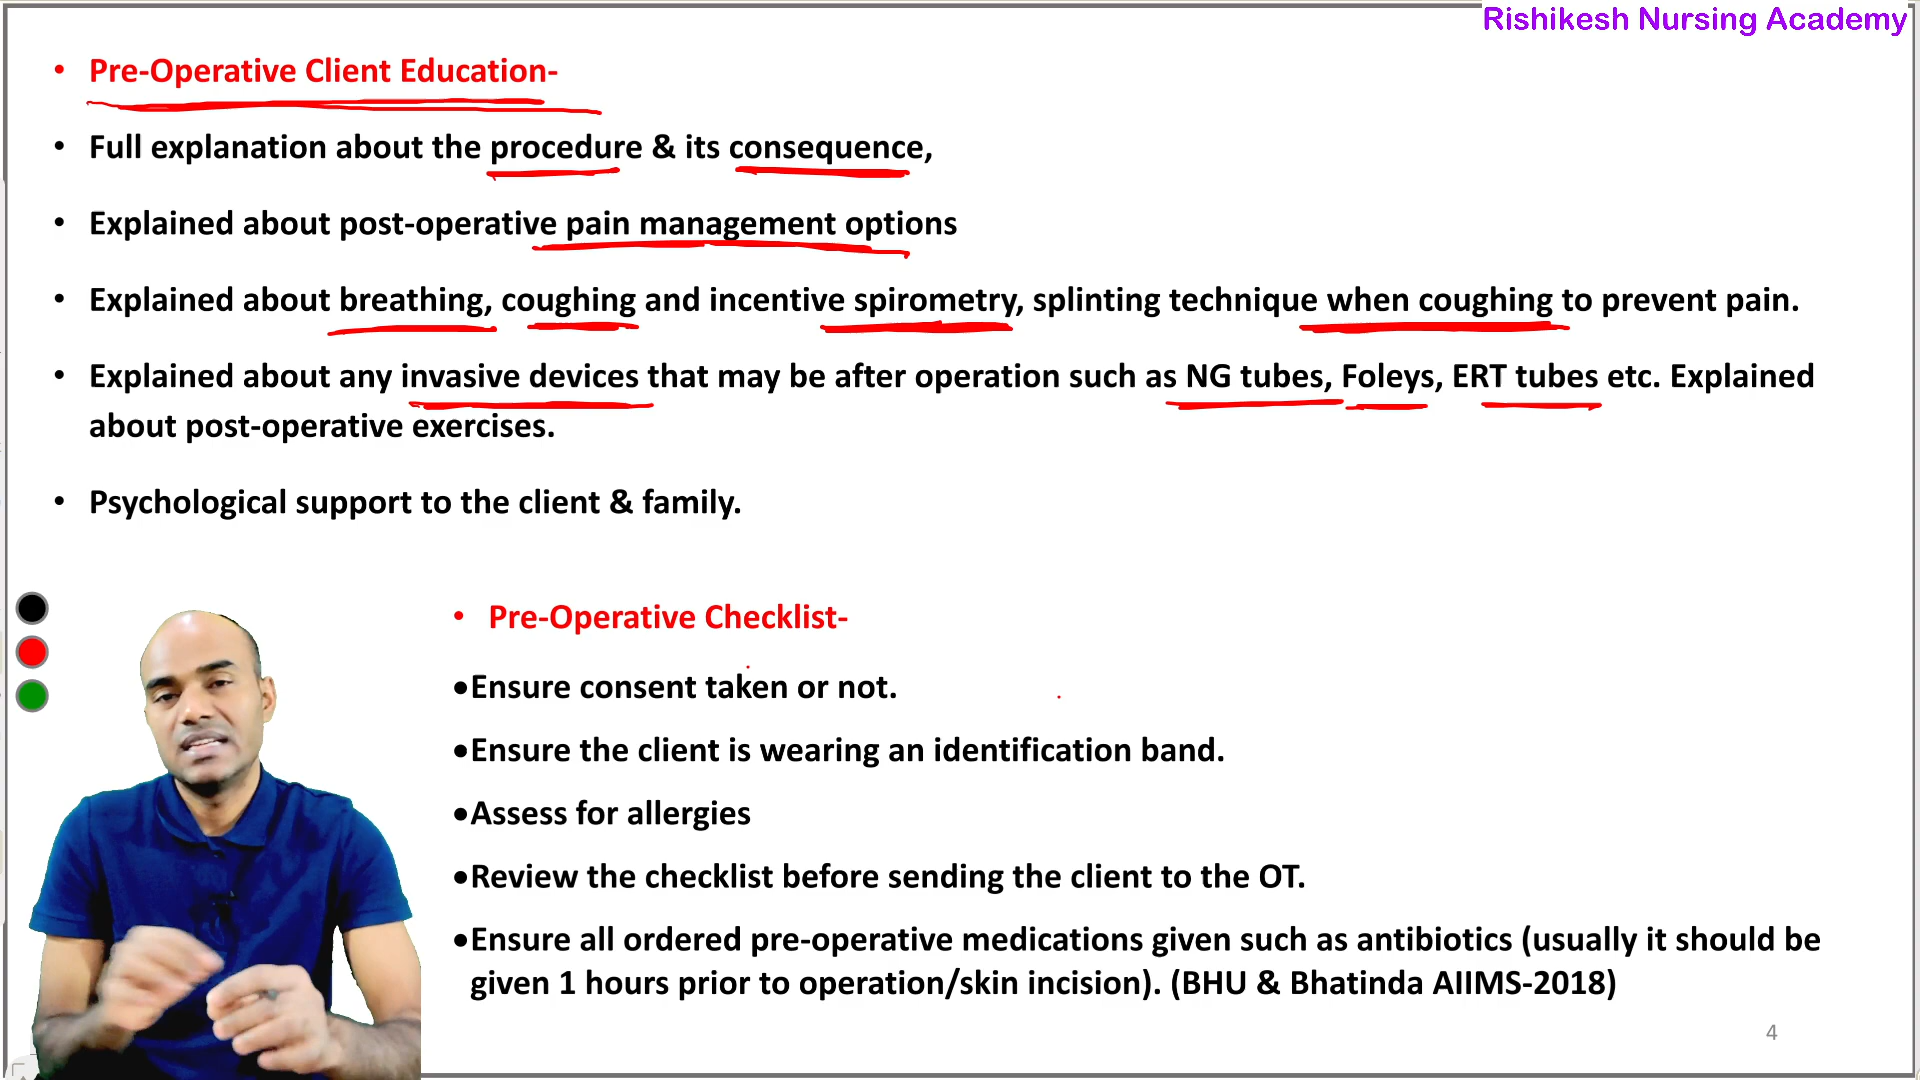 Rishikesh Nursing Academy
• Pre-Operative Client Education-
• Full explanation about the procedure & its consequence,
• Explained about post-operative pain management options
• Explained about breathing, coughing and incentive spirometry, splinting technique when coughing to prevent pain.
• Explained about any invasive devices that may be after operation such as NG tubes, Foleys, ERT tubes etc. Explained
about post-operative exercises.
• Psychological support to the client & family.
• Pre-Operative Checklist-
•Ensure consent taken or not.
•Ensure the client is wearing an identification band.
•Assess for allergies
•Review the checklist before sending the client to the OT.
•Ensure all ordered pre-operative medications given such as antibiotics (usually it should be
given 1 hours prior to operation/skin incision). (BHU & Bhatinda AIIMS-2018)
4